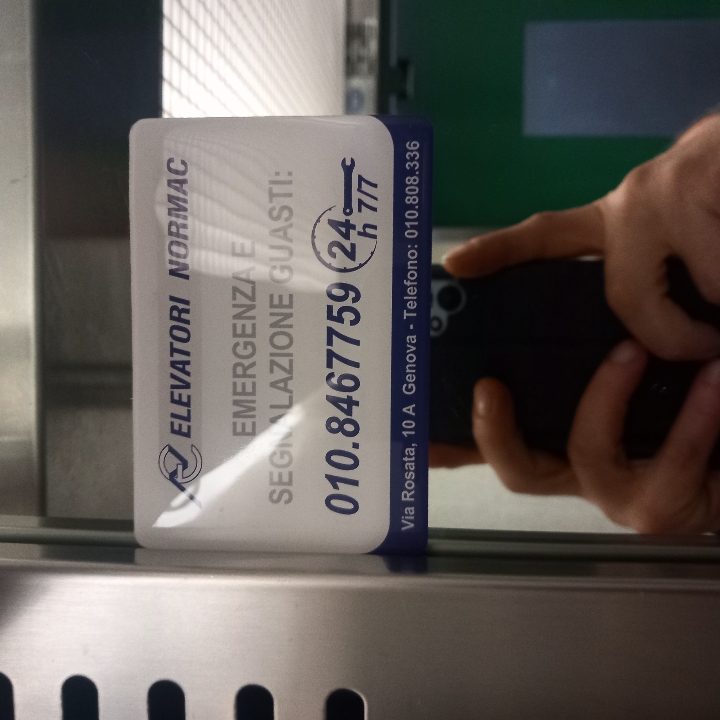 ELEVATORI NORMAC
EMERGENZA E
SEGNALAZIONE GUASTI:
010.8467759 24
h 7/7
Via Rosata, 10 A Genova - Telefono: 010.808.336